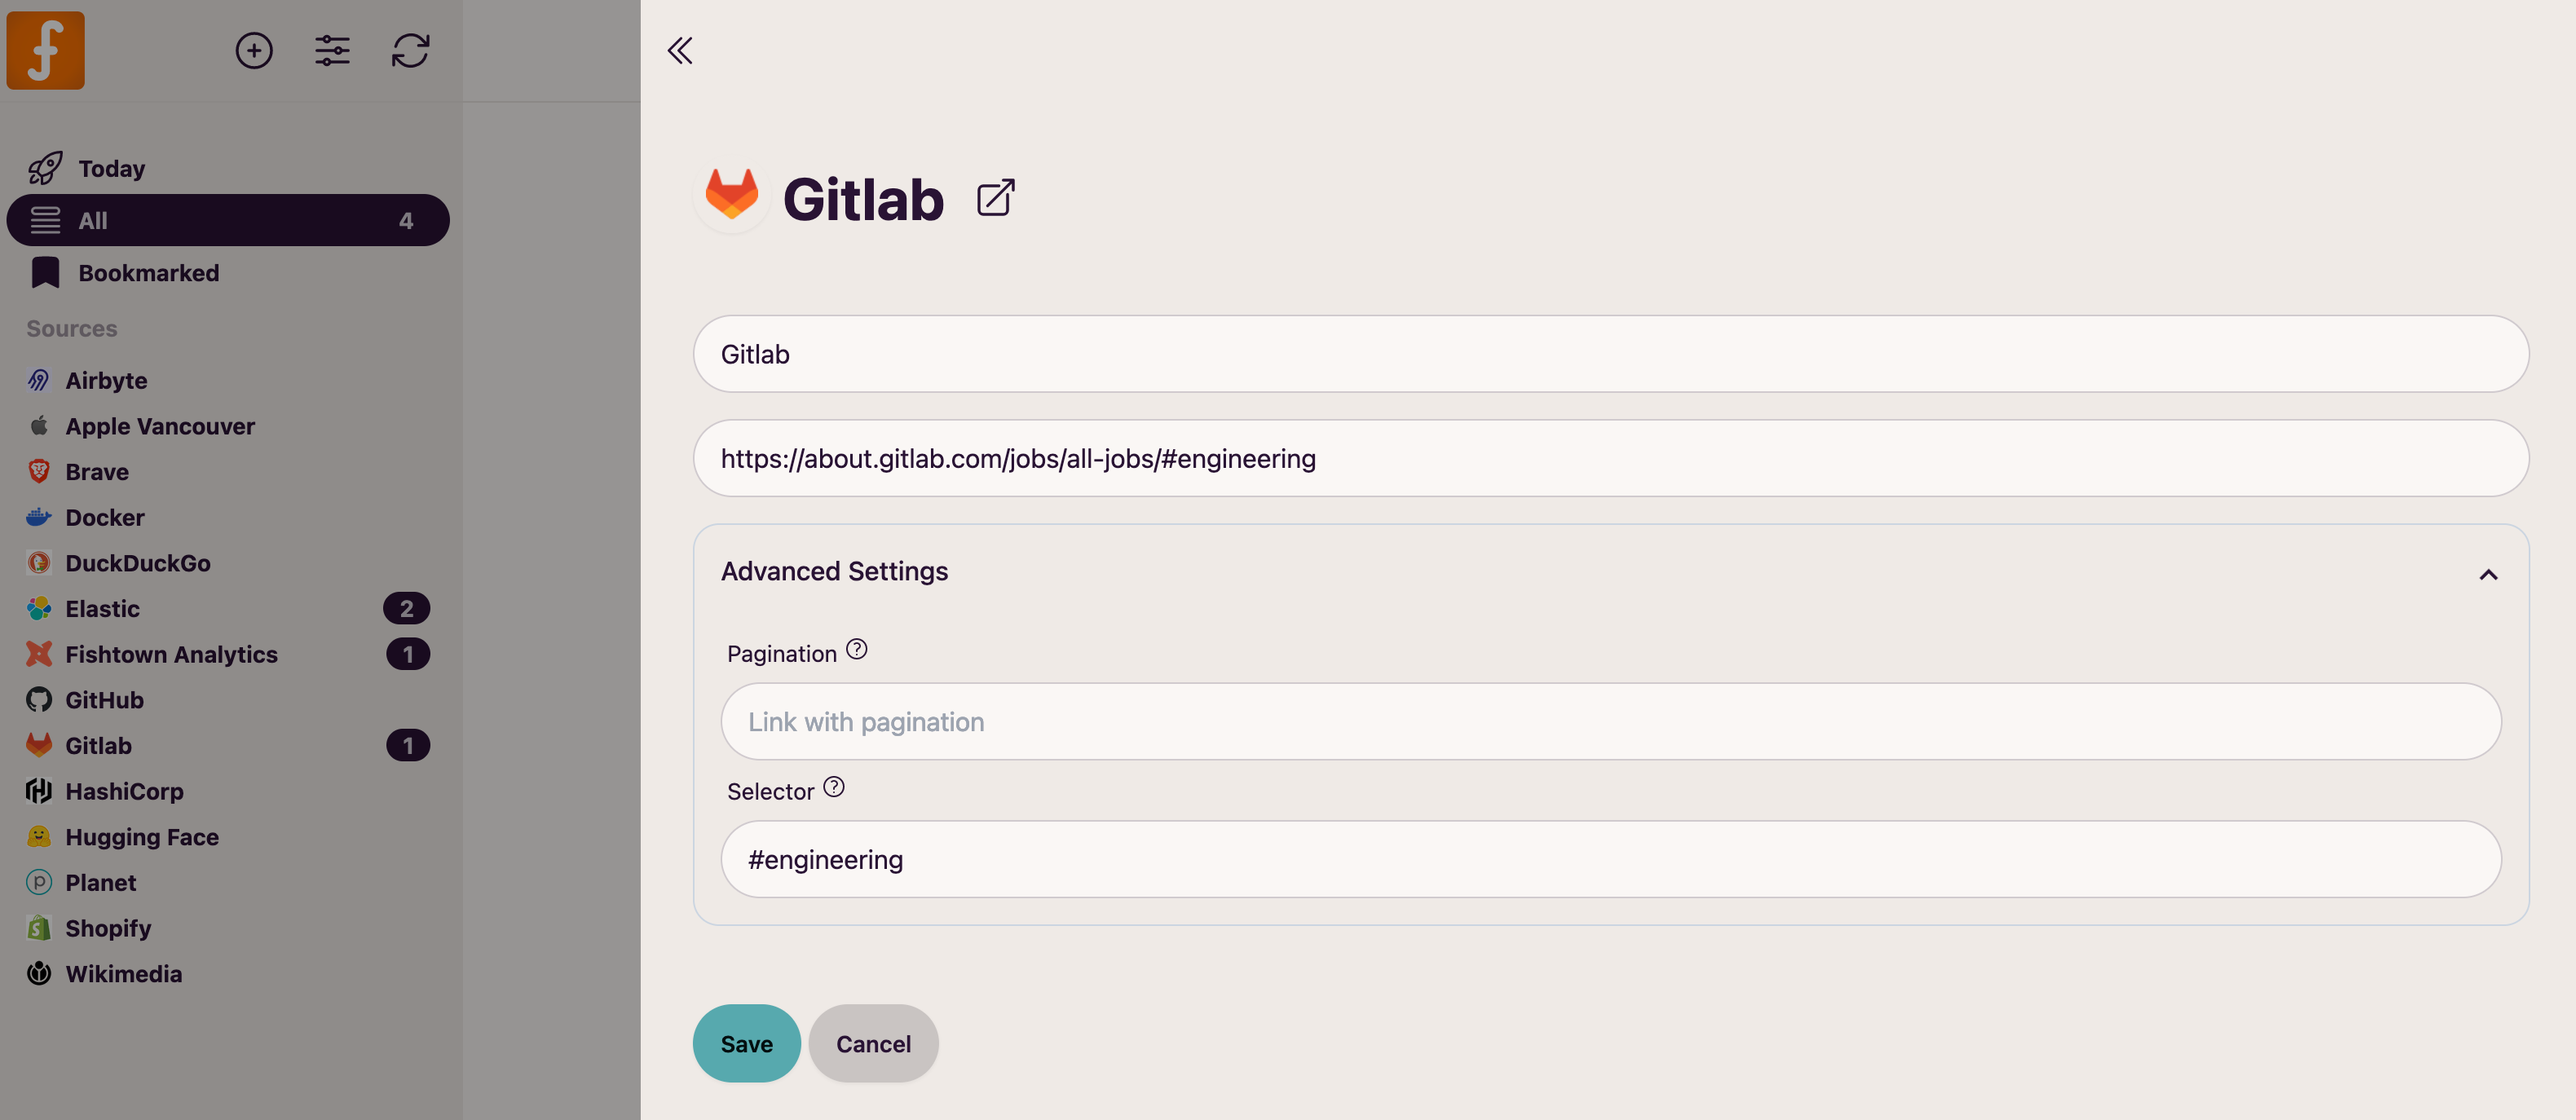 Today
All 4
Bookmarked
Sources
Airbyte
Apple Vancouver
Brave
Docker
DuckDuckGo
Elastic 2
Fishtown Analytics 1
GitHub
Gitlab 1
HashiCorp
Hugging Face
Planet
Shopify
Wikimedia
Gitlab
Gitlab
https://about.gitlab.com/jobs/all-jobs/#engineering
Advanced Settings
Pagination ?
Link with pagination
Selector ?
#engineering
Save Cancel